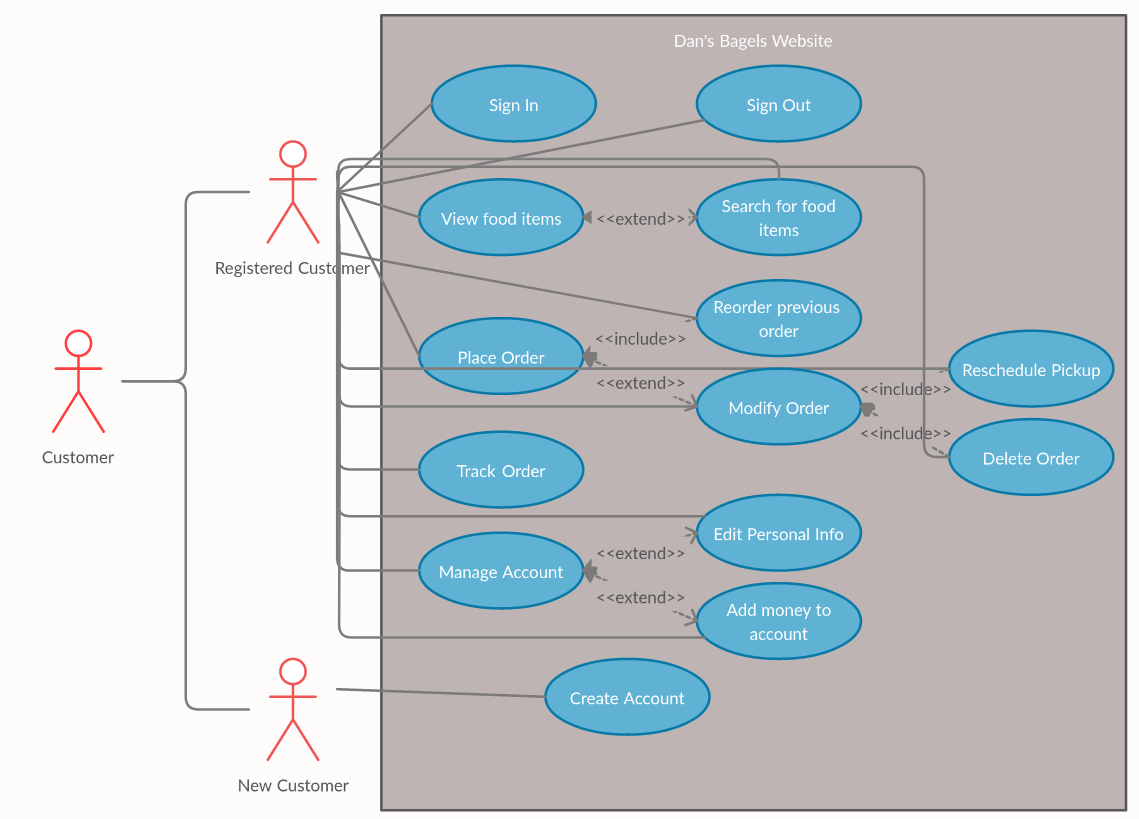 Dan's Bagels Website
Sign In
Sign Out
View food items
<<extend>>
Search for food
items
Registered Customer
Reorder previous
order
<<include>>
Place Order
<<extend>>
Modify Order
<<include>>
Reschedule Pickup
<<include>>
Delete Order
Customer
Track Order
Edit Personal Info
<<extend>>
Manage Account
<<extend>>
Add money to
account
Create Account
New Customer